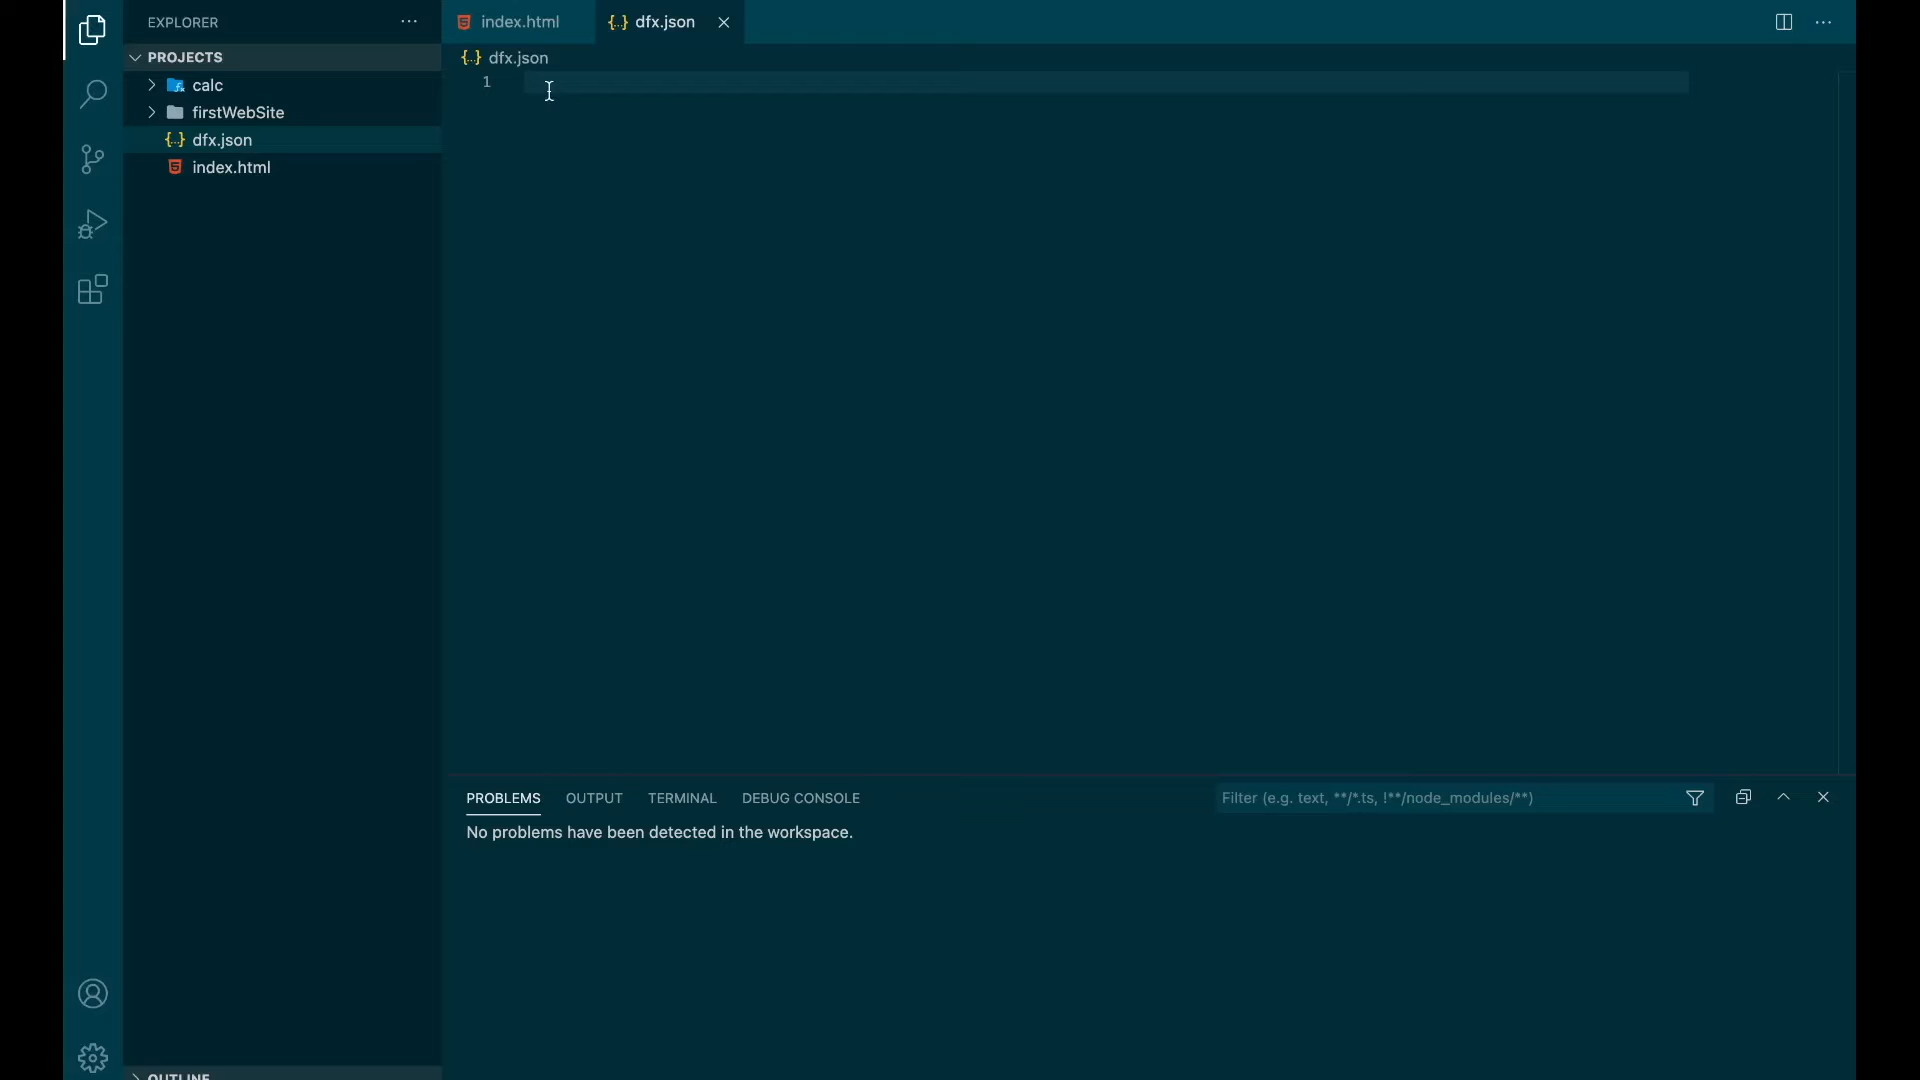 EXPLORER
PROJECTS
calc
firstWebSite
dfx.json
index.html
OUTLINE
index.html
{..} dfx.json
{..} dfx.json
1
PROBLEMS
OUTPUT
TERMINAL
DEBUG CONSOLE
Filter (e.g. text, **/*.ts, !**/node_modules/**)
No problems have been detected in the workspace.